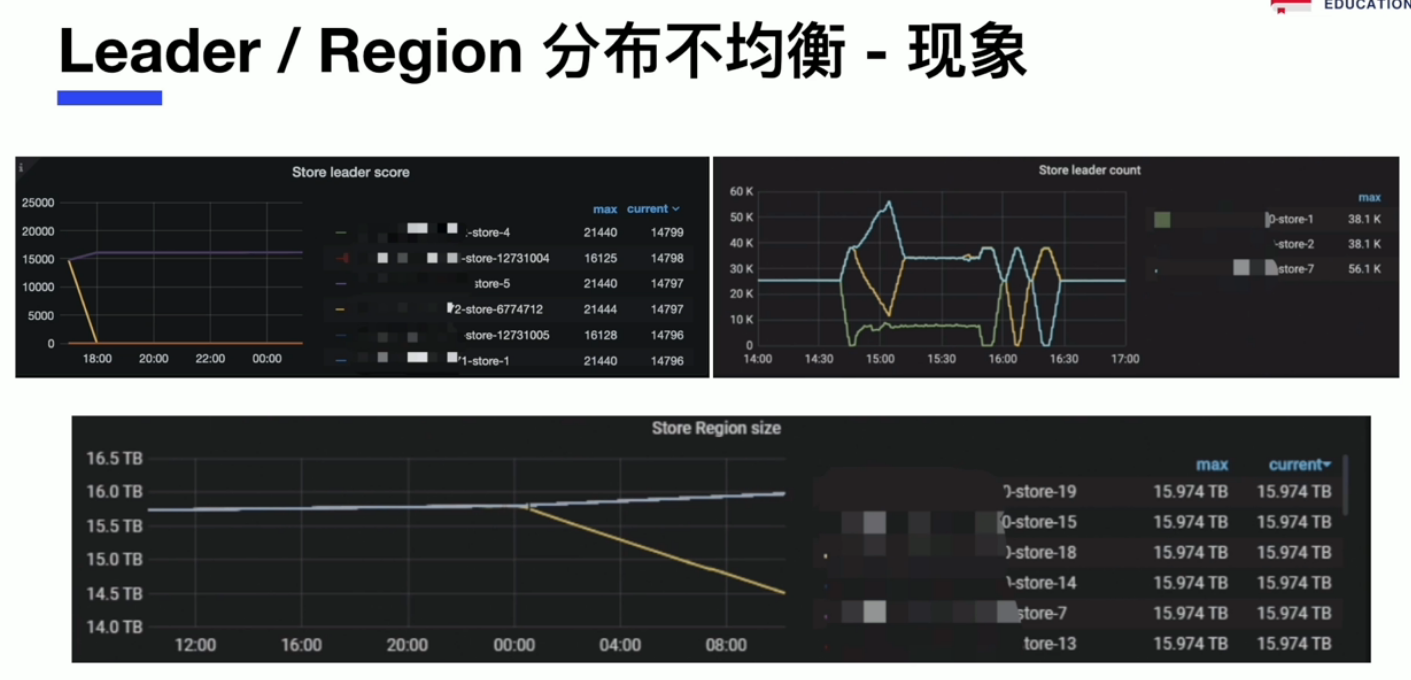 EDUCATION
Leader / Region 分布不均衡 - 现象
i
Store leader score
max current
25000
20000
15000
10000
5000
0
18:00 20:00 22:00 00:00
-store-4 21440 14799
-store-12731004 16125 14798
store-5 21440 14797
2-store-6774712 21444 14797
-store-12731005 16128 14796
1-store-1 21440 14796
Store leader count
max
60 K
50 K
40 K
30 K
20 K
10 K
0
14:00 14:30 15:00 15:30 16:00 16:30 17:00
0-store-1 38.1 K
-store-2 38.1 K
store-7 56.1 K
Store Region size
max current
16.5 TB
16.0 TB
15.5 TB
15.0 TB
14.5 TB
14.0 TB
12:00 16:00 20:00 00:00 04:00 08:00
0-store-19 15.974 TB 15.974 TB
0-store-15 15.974 TB 15.974 TB
0-store-18 15.974 TB 15.974 TB
-store-14 15.974 TB 15.974 TB
store-7 15.974 TB 15.974 TB
tore-13 15.974 TB 15.974 TB